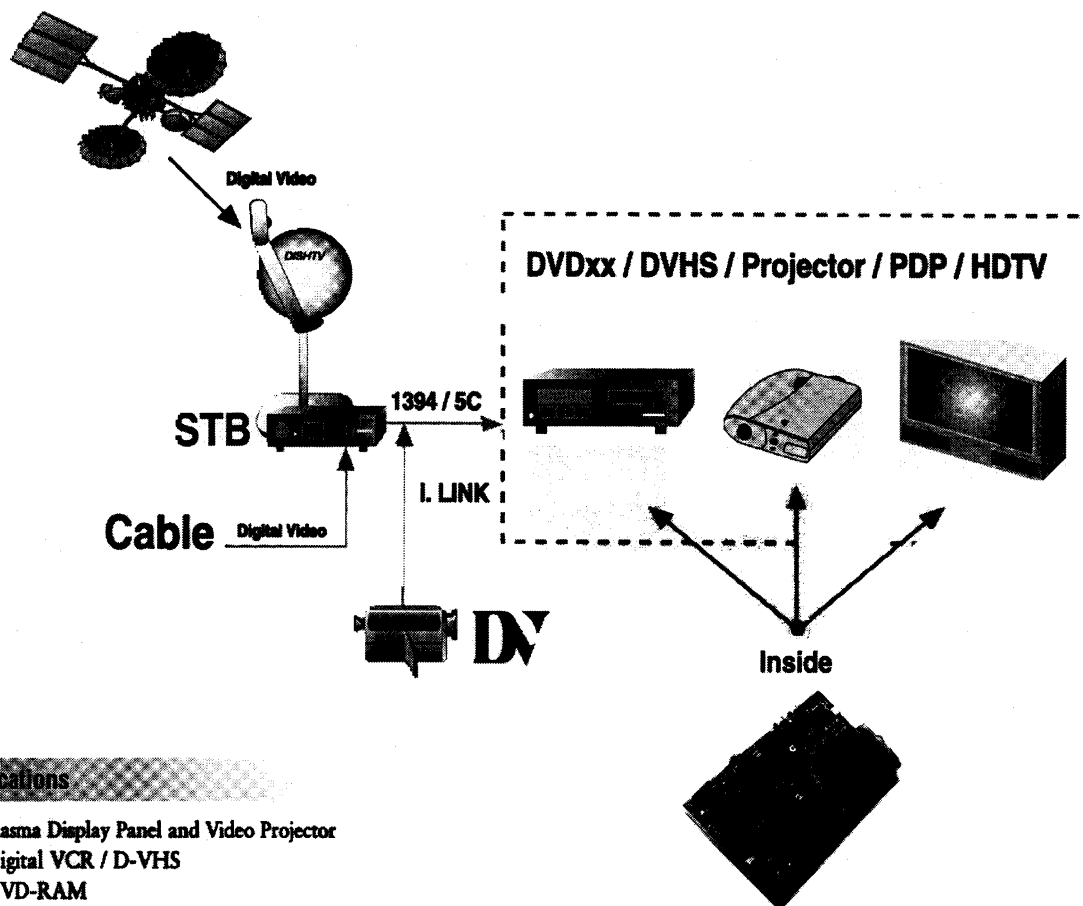 Digital Video
DISHTV
DVDxx / DVHS / Projector / PDP / HDTV
1394 / 5C
STB
I. LINK
Cable
Digital Video
DV
Inside
cations
asma Display Panel and Video Projector
igital VCR / D-VHS
VD-RAM